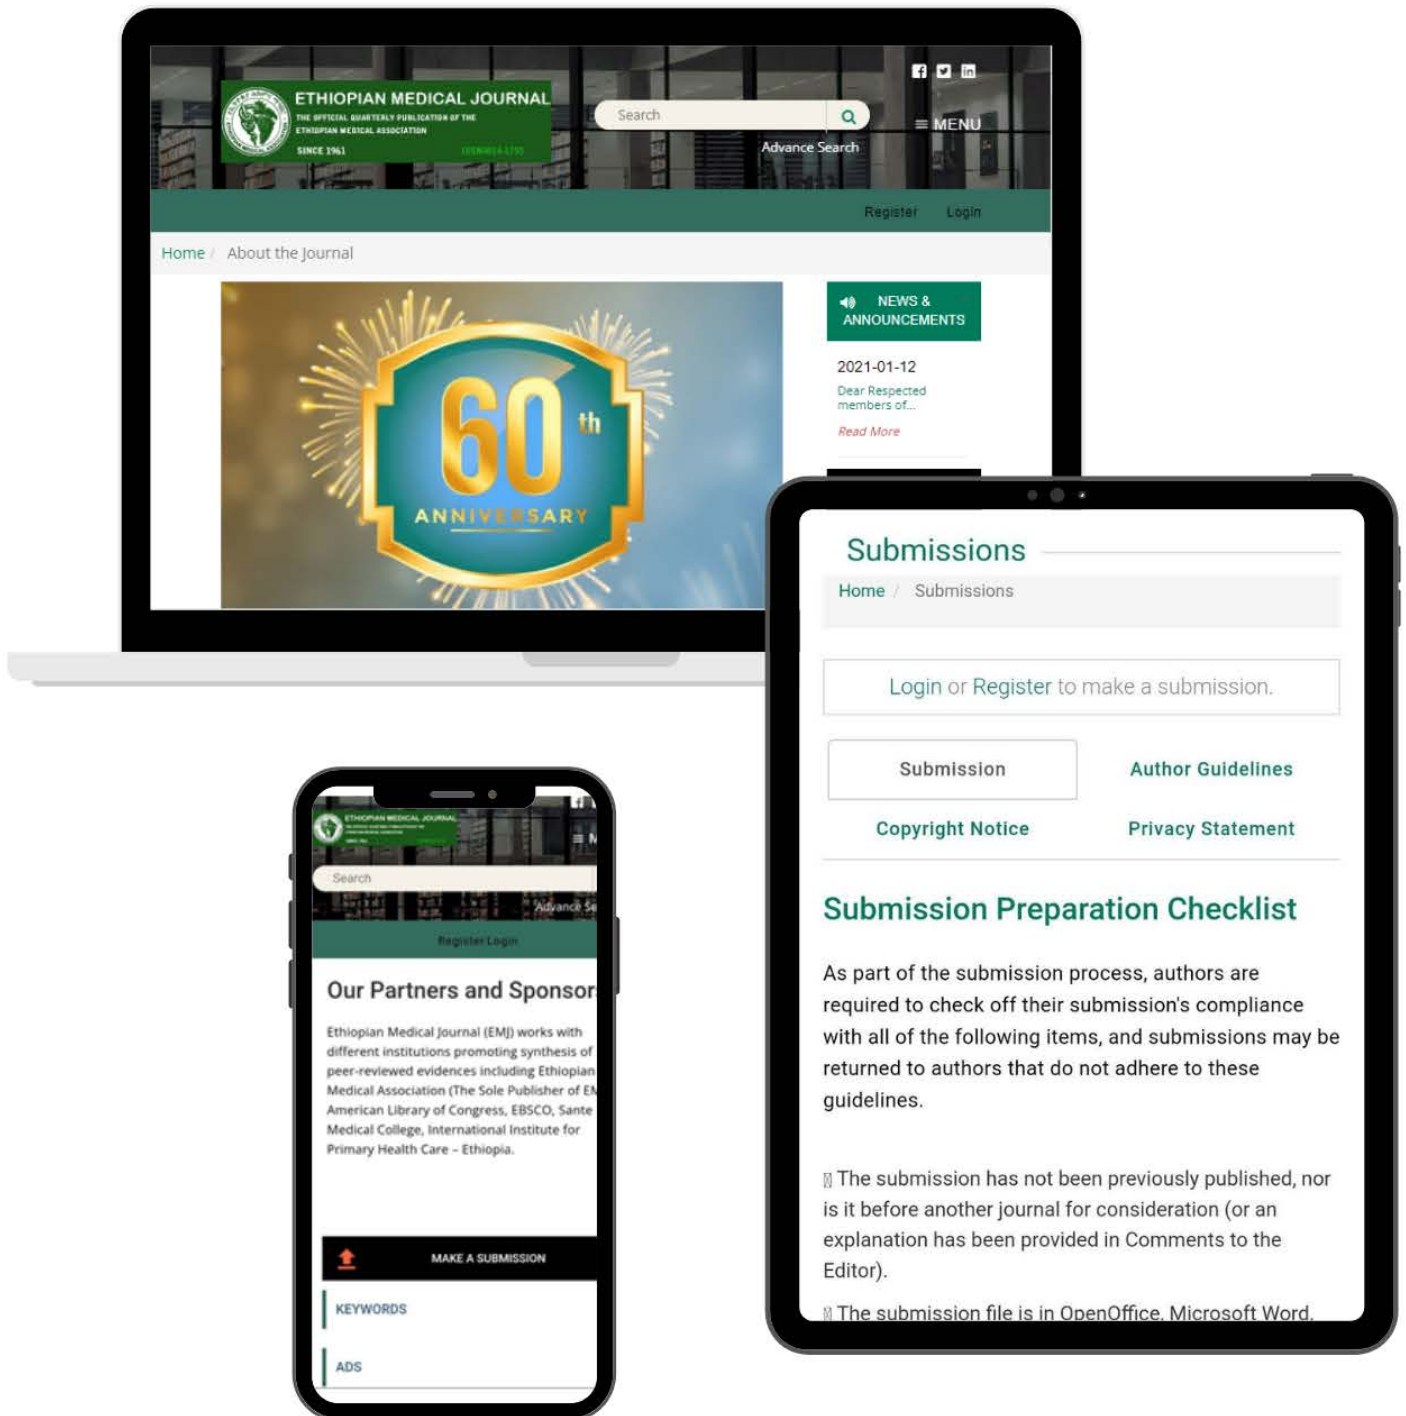 ETHIOPIAN MEDICAL JOURNAL
THE OFFICIAL QUARTERLY PUBLICATION OF THE
ETHIOPIAN MEDICAL ASSOCIATION
SINCE 1961
Search
Advance Search
MENU
Register Login
Home / About the Journal
60th
ANNIVERSARY
NEWS &
ANNOUNCEMENTS
2021-01-12
Dear Respected
members of...
Read More
Submissions
Home / Submissions
Login or Register to make a submission.
Submission Author Guidelines
Copyright Notice Privacy Statement
Submission Preparation Checklist
As part of the submission process, authors are
required to check off their submission's compliance
with all of the following items, and submissions may be
returned to authors that do not adhere to these
guidelines.
The submission has not been previously published, nor
is it before another journal for consideration (or an
explanation has been provided in Comments to the
Editor).
The submission file is in OpenOffice, Microsoft Word,
ETHIOPIAN MEDICAL JOURNAL
Search
Advance Se
Register Login
Our Partners and Sponsors
Ethiopian Medical Journal (EMJ) works with
different institutions promoting synthesis of
peer-reviewed evidences including Ethiopian
Medical Association (The Sole Publisher of EM
American Library of Congress, EBSCO, Sante
Medical College, International Institute for
Primary Health Care – Ethiopia.
MAKE A SUBMISSION
KEYWORDS
ADS